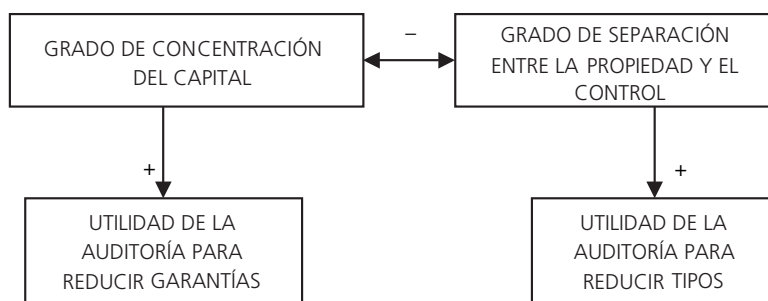 GRADO DE CONCENTRACIÓN
DEL CAPITAL
–
GRADO DE SEPARACIÓN
ENTRE LA PROPIEDAD Y EL
CONTROL
+
+
UTILIDAD DE LA
AUDITORÍA PARA
REDUCIR GARANTÍAS
UTILIDAD DE LA
AUDITORÍA PARA
REDUCIR TIPOS